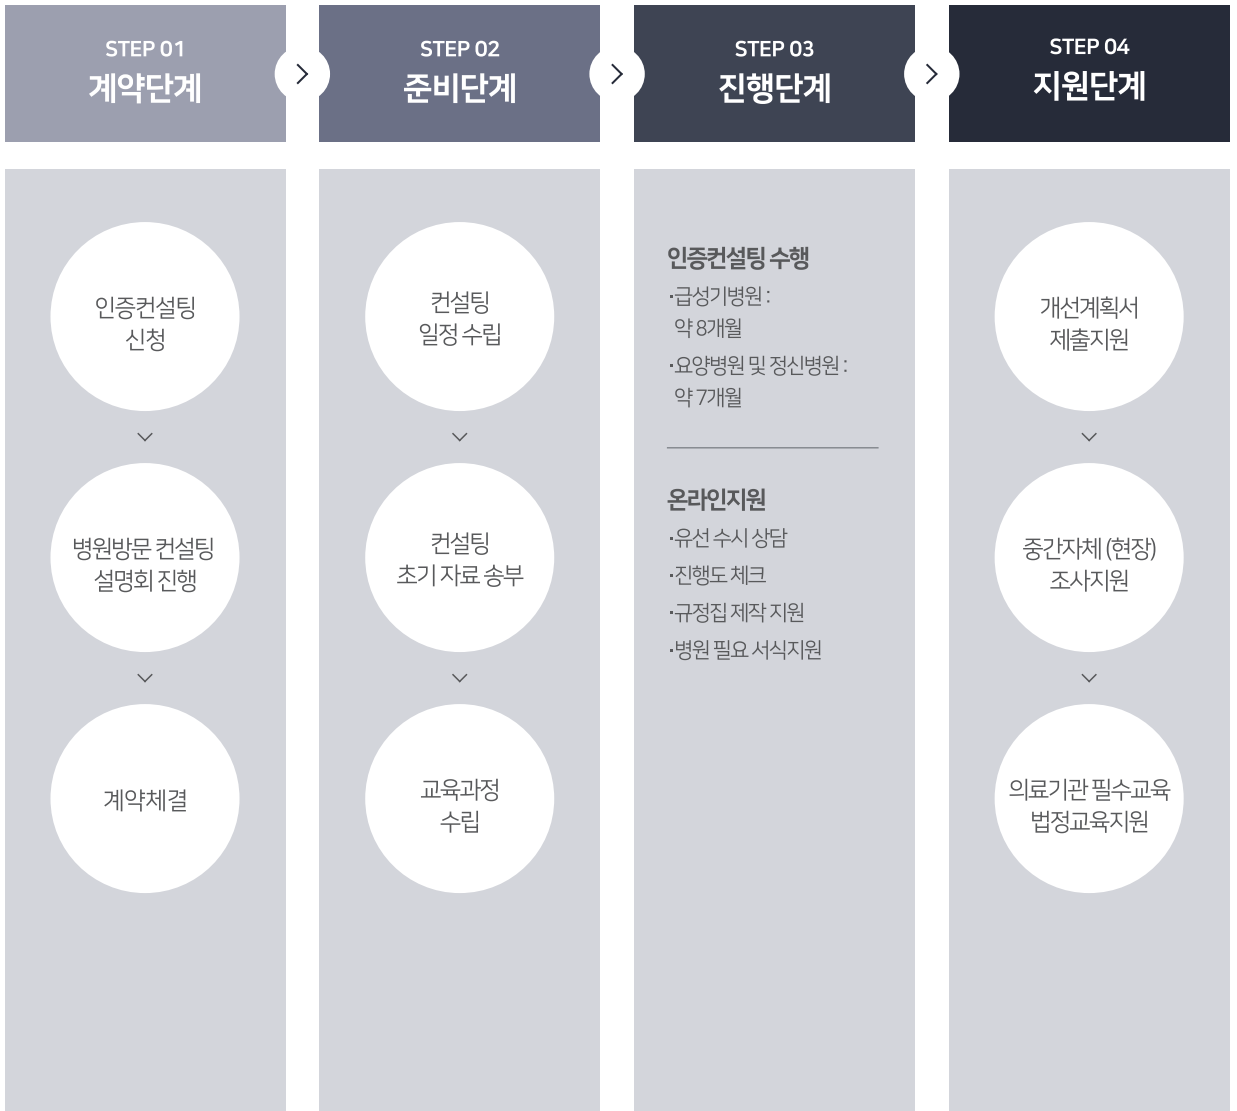 STEP 01
계약단계
STEP 02
준비단계
STEP 03
진행단계
STEP 04
지원단계
인증컨설팅
신청
병원방문 컨설팅
설명회 진행
계약체결
컨설팅
일정 수립
컨설팅
초기 자료 송부
교육과정
수립
인증컨설팅 수행
·급성기병원 :
약 8개월
·요양병원 및 정신병원 :
약 7개월
온라인지원
·유선 수시 상담
·진행도 체크
·규정집 제작 지원
·병원 필요 서식지원
개선계획서
제출지원
중간자체 (현장)
조사지원
의료기관 필수교육
법정교육지원